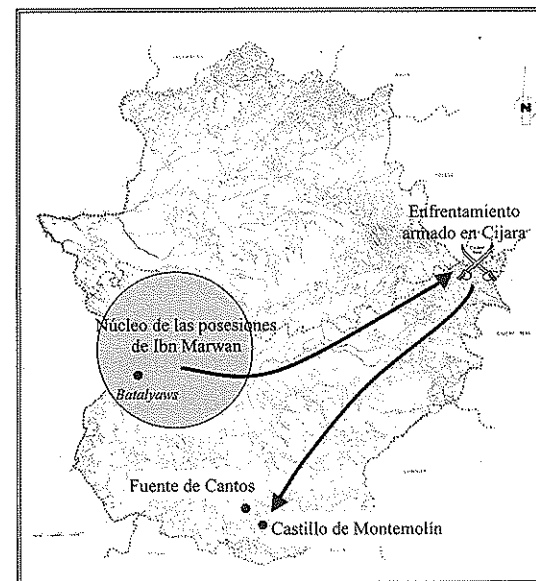 N
Enfrentamiento
armado en Cijara
Núcleo de las posesiones
de Ibn Marwan
Batalyaws
Fuente de Cantos
Castillo de Montemolín